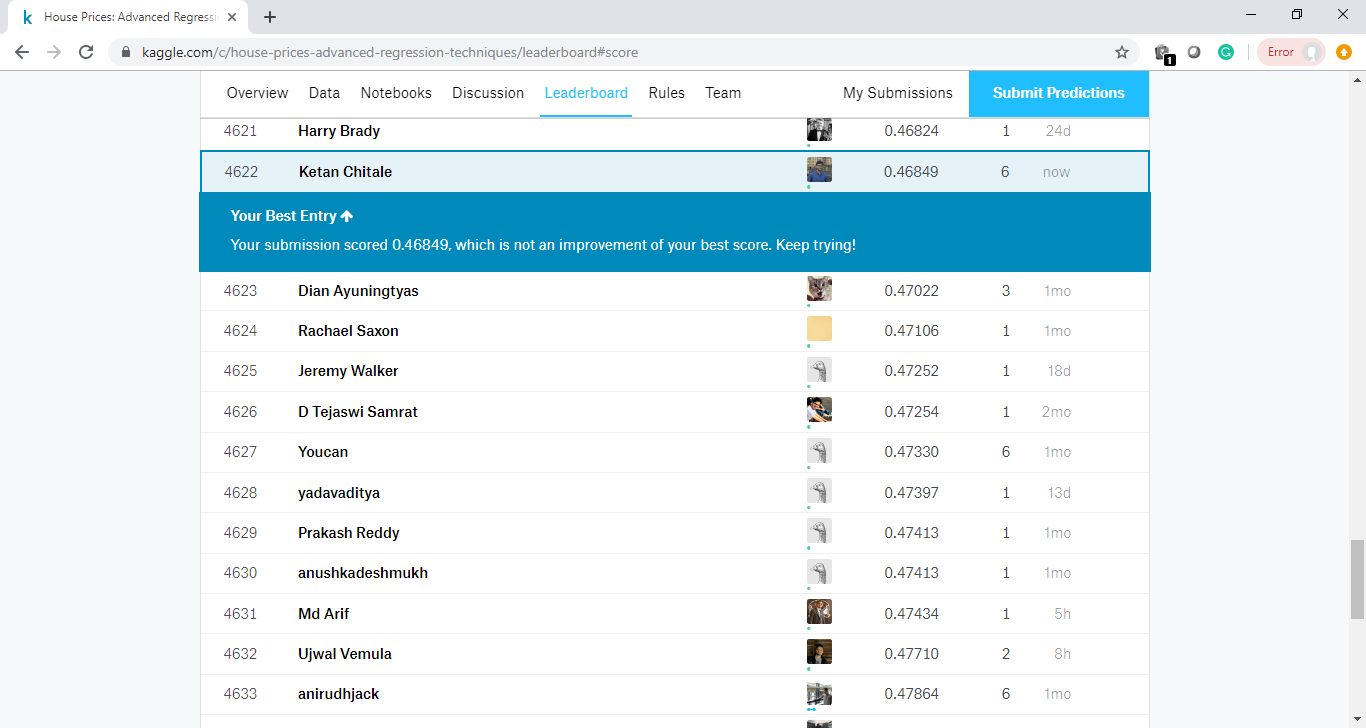 House Prices: Advanced Regressi
kaggle.com/c/house-prices-advanced-regression-techniques/leaderboard#score
1
Error
Overview Data Notebooks Discussion Leaderboard Rules Team My Submissions Submit Predictions
4621 Harry Brady 0.46824 1 24d
4622 Ketan Chitale 0.46849 6 now
Your Best Entry
Your submission scored 0.46849, which is not an improvement of your best score. Keep trying!
4623 Dian Ayuningtyas 0.47022 3 1mo
4624 Rachael Saxon 0.47106 1 1mo
4625 Jeremy Walker 0.47252 1 18d
4626 D Tejaswi Samrat 0.47254 1 2mo
4627 Youcan 0.47330 6 1mo
4628 yadavaditya 0.47397 1 13d
4629 Prakash Reddy 0.47413 1 1mo
4630 anushkadeshmukh 0.47413 1 1mo
4631 Md Arif 0.47434 1 5h
4632 Ujwal Vemula 0.47710 2 8h
4633 anirudhjack 0.47864 6 1mo